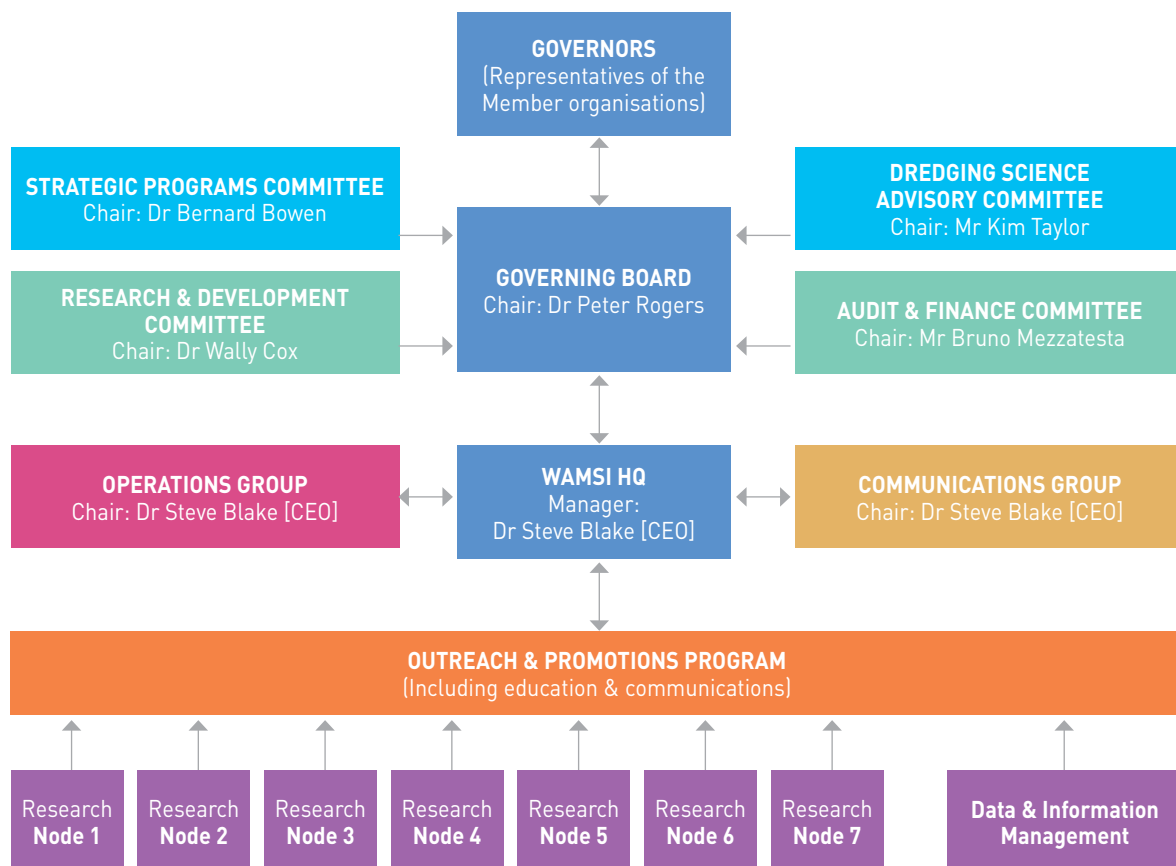 GOVERNORS
(Representatives of the
Member organisations)
STRATEGIC PROGRAMS COMMITTEE
Chair: Dr Bernard Bowen
DREDGING SCIENCE
ADVISORY COMMITTEE
Chair: Mr Kim Taylor
GOVERNING BOARD
Chair: Dr Peter Rogers
RESEARCH & DEVELOPMENT
COMMITTEE
Chair: Dr Wally Cox
AUDIT & FINANCE COMMITTEE
Chair: Mr Bruno Mezzatesta
OPERATIONS GROUP
Chair: Dr Steve Blake [CEO]
WAMSI HQ
Manager:
Dr Steve Blake [CEO]
COMMUNICATIONS GROUP
Chair: Dr Steve Blake [CEO]
OUTREACH & PROMOTIONS PROGRAM
(Including education & communications)
Research
Node 1
Research
Node 2
Research
Node 3
Research
Node 4
Research
Node 5
Research
Node 6
Research
Node 7
Data & Information
Management